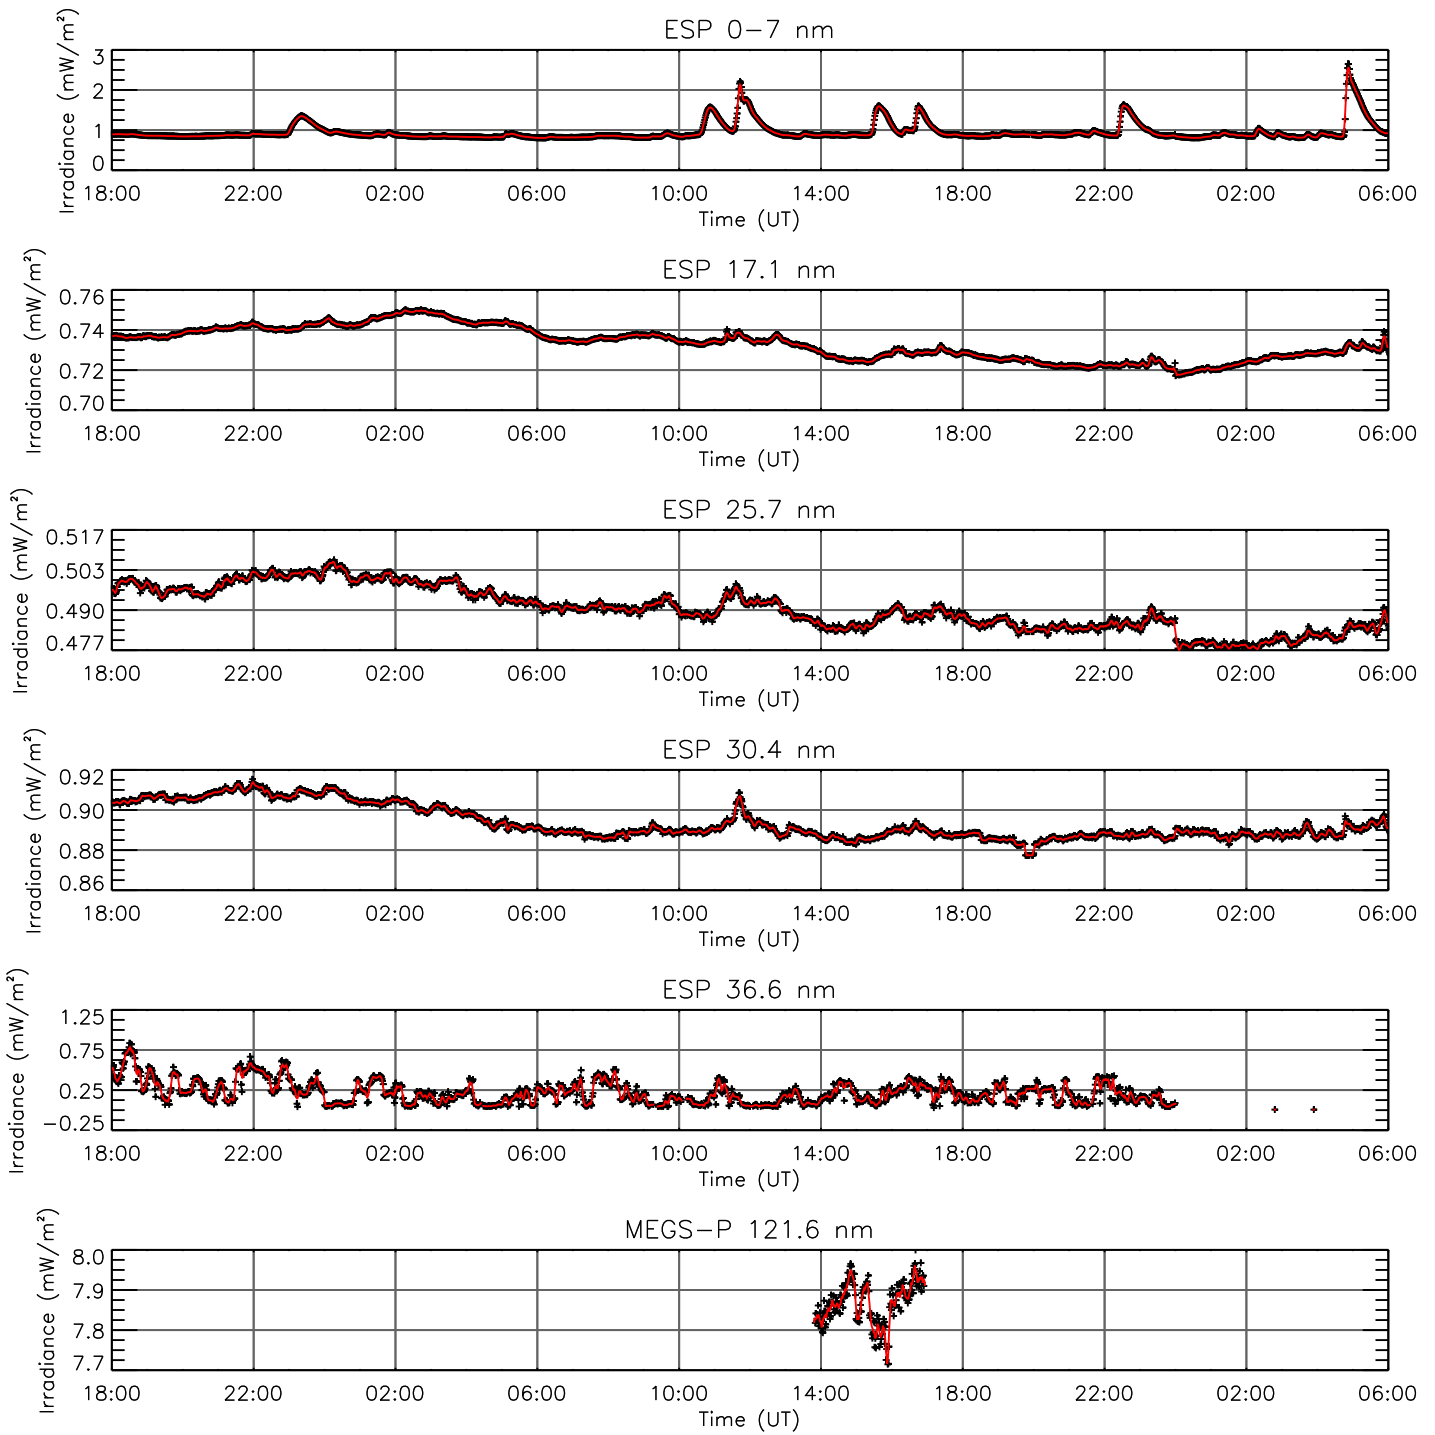 ESP 0−7 nm
Irradiance (mW/m²)
3
2
1
0
18:00 22:00 02:00 06:00 10:00 14:00 18:00 22:00 02:00 06:00
Time (UT)
ESP 17.1 nm
Irradiance (mW/m²)
0.76
0.74
0.72
0.70
18:00 22:00 02:00 06:00 10:00 14:00 18:00 22:00 02:00 06:00
Time (UT)
ESP 25.7 nm
Irradiance (mW/m²)
0.517
0.503
0.490
0.477
18:00 22:00 02:00 06:00 10:00 14:00 18:00 22:00 02:00 06:00
Time (UT)
ESP 30.4 nm
Irradiance (mW/m²)
0.92
0.90
0.88
0.86
18:00 22:00 02:00 06:00 10:00 14:00 18:00 22:00 02:00 06:00
Time (UT)
ESP 36.6 nm
Irradiance (mW/m²)
1.25
0.75
0.25
−0.25
18:00 22:00 02:00 06:00 10:00 14:00 18:00 22:00 02:00 06:00
Time (UT)
MEGS−P 121.6 nm
Irradiance (mW/m²)
8.0
7.9
7.8
7.7
18:00 22:00 02:00 06:00 10:00 14:00 18:00 22:00 02:00 06:00
Time (UT)